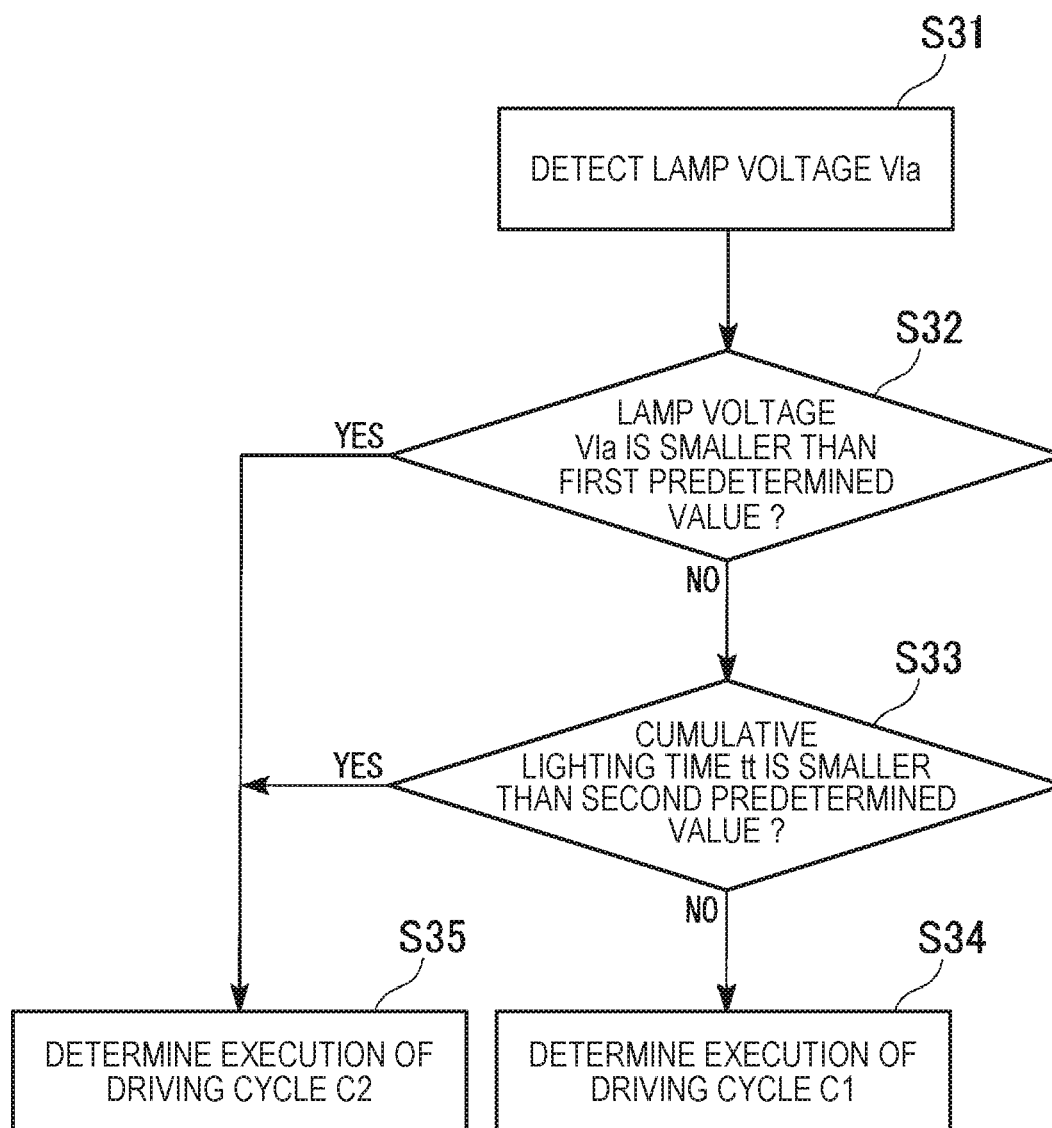 S31
DETECT LAMP VOLTAGE Vla
S32
LAMP VOLTAGE
Vla IS SMALLER THAN
FIRST PREDETERMINED
VALUE ?
YES
NO
S33
CUMULATIVE
LIGHTING TIME tt IS SMALLER
THAN SECOND PREDETERMINED
VALUE ?
YES
NO
S35
S34
DETERMINE EXECUTION OF
DRIVING CYCLE C2
DETERMINE EXECUTION OF
DRIVING CYCLE C1